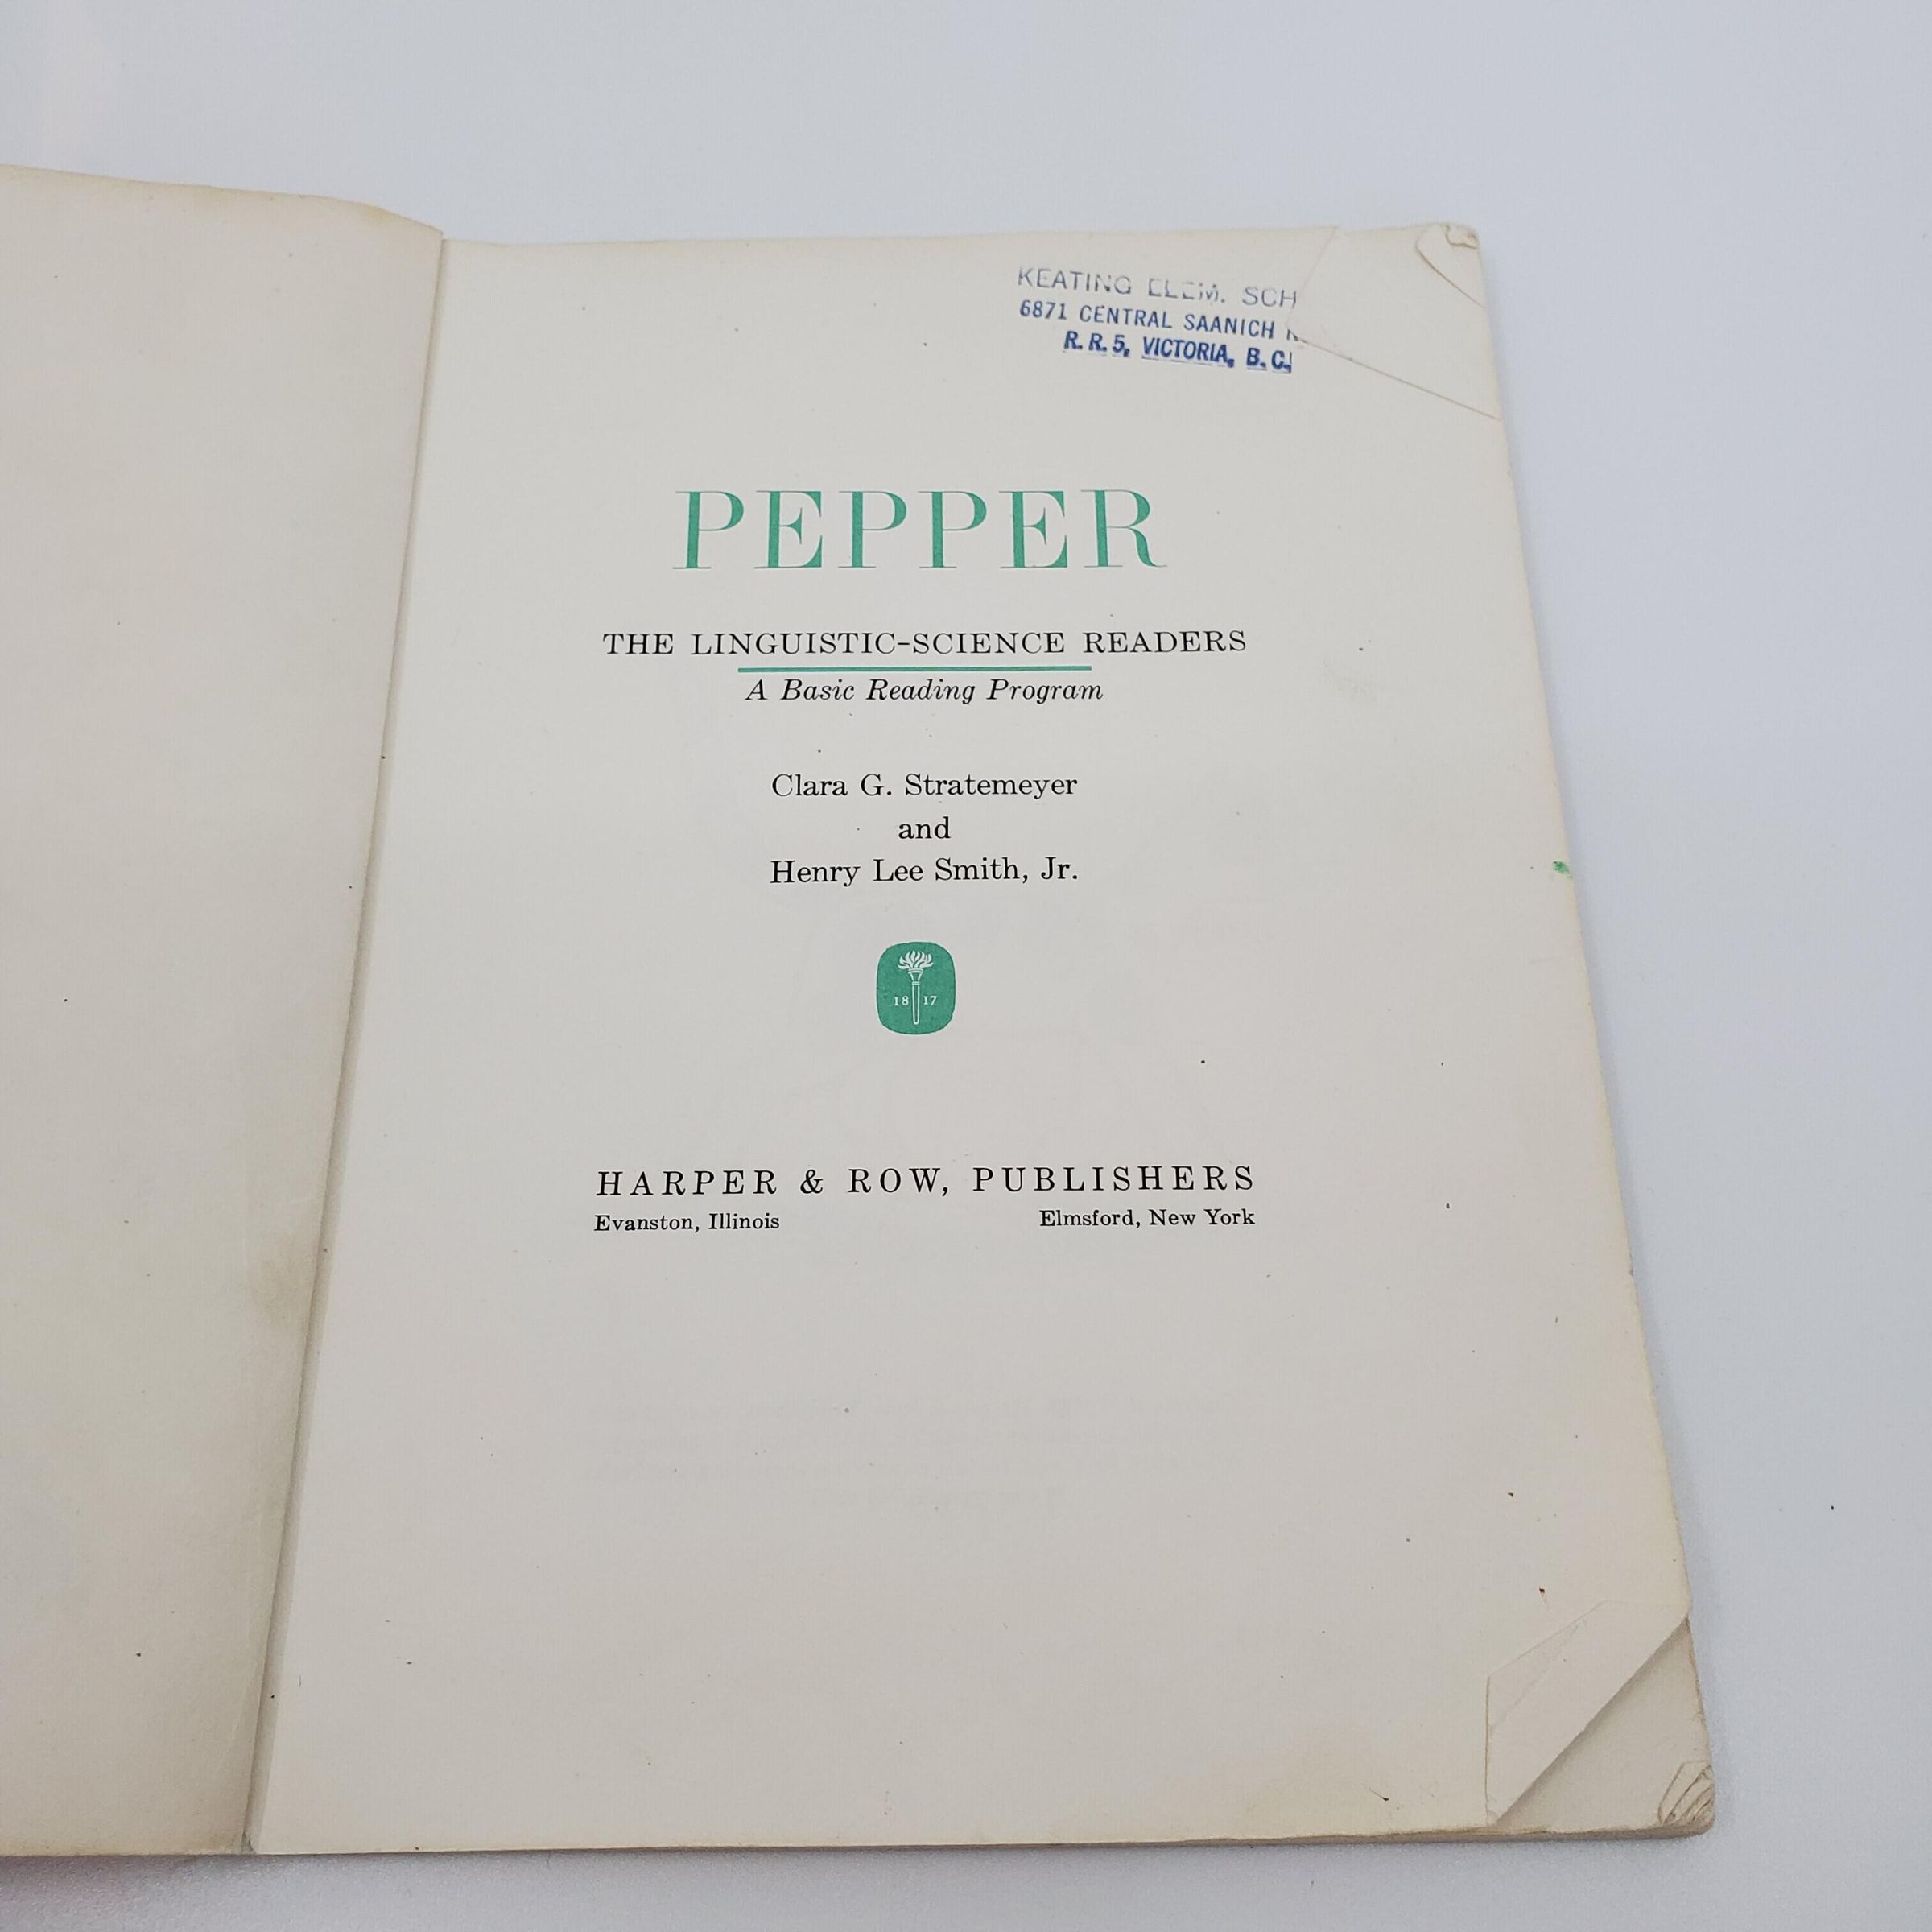 KEATING ELEM. SCH
6871 CENTRAL SAANICH
R. R. 5, VICTORIA, B. C.
PEPPER
THE LINGUISTIC-SCIENCE READERS
A Basic Reading Program
Clara G. Stratemeyer
and
Henry Lee Smith, Jr.
18 17
HARPER & ROW, PUBLISHERS
Evanston, Illinois Elmsford, New York